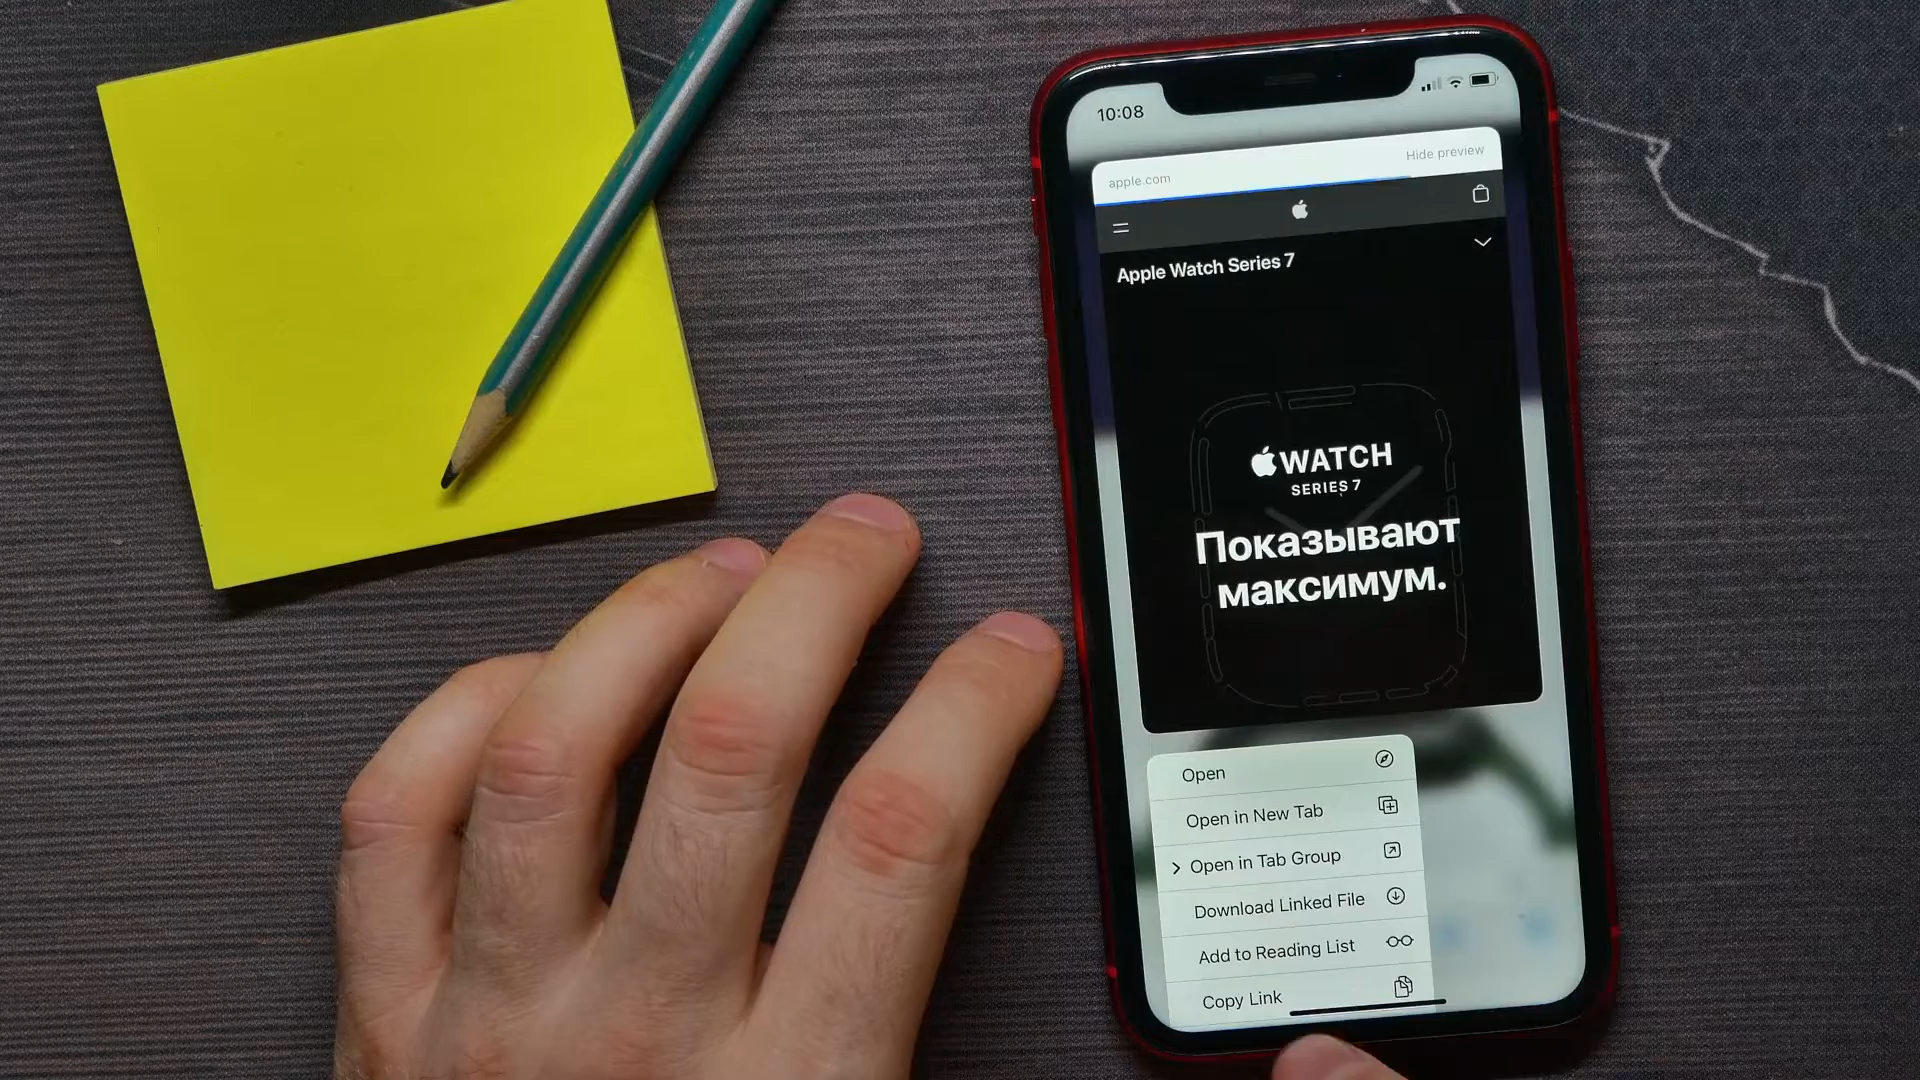 10:08
Hide preview
apple.com
Apple Watch Series 7
WATCH
SERIES 7
Показывают
максимум.
Open
Open in New Tab
Open in Tab Group
Download Linked File
Add to Reading List
Copy Link